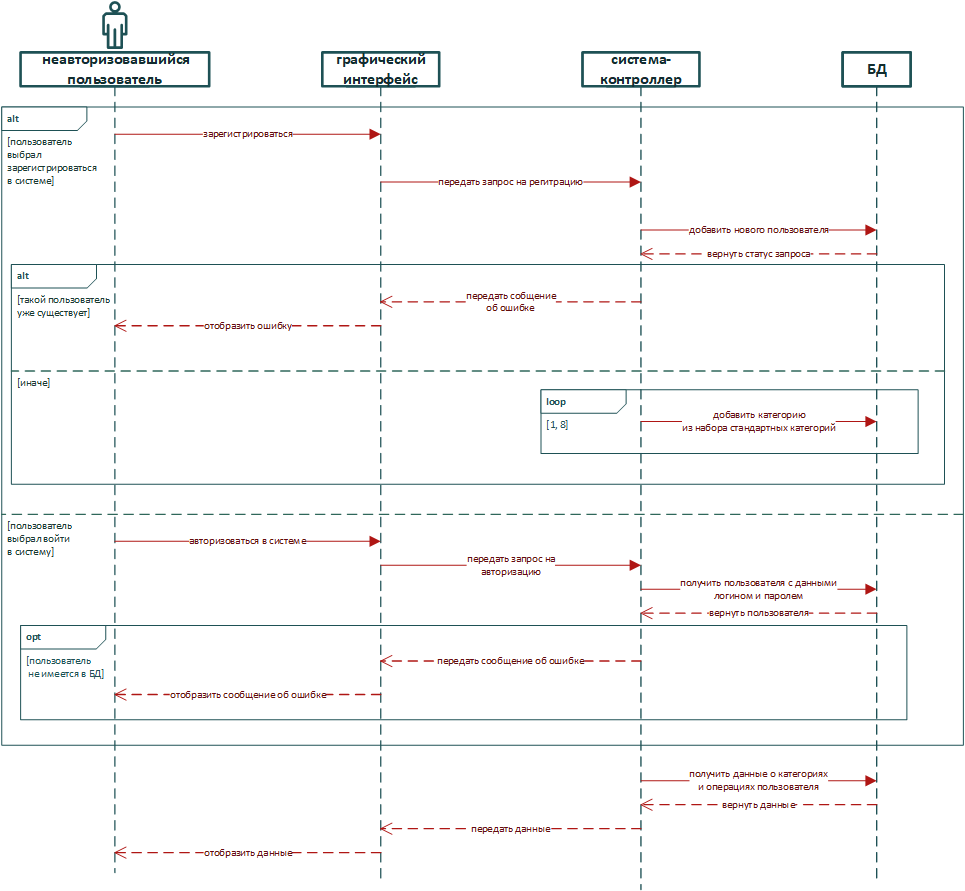 неавторизовавшийся
пользователь
графический
интерфейс
система-
контроллер
БД
alt
[пользователь
выбрал
зарегистрироваться
в системе]
зарегистрироваться
передать запрос на регитрацию
добавить нового пользователя
вернуть статус запроса
alt
[такой пользователь
уже существует]
передать собщение
об ошибке
отобразить ошибку
[иначе]
loop
[1, 8]
добавить категорию
из набора стандартных категорий
[пользователь
выбрал войти
в систему]
авторизоваться в системе
передать запрос на
авторизацию
получить пользователя с данными
логином и паролем
вернуть пользователя
opt
[пользователь
не имеется в БД]
передать сообщение об ошибке
отобразить сообщение об ошибке
получить данные о категориях
и операциях пользователя
вернуть данные
передать данные
отобразить данные